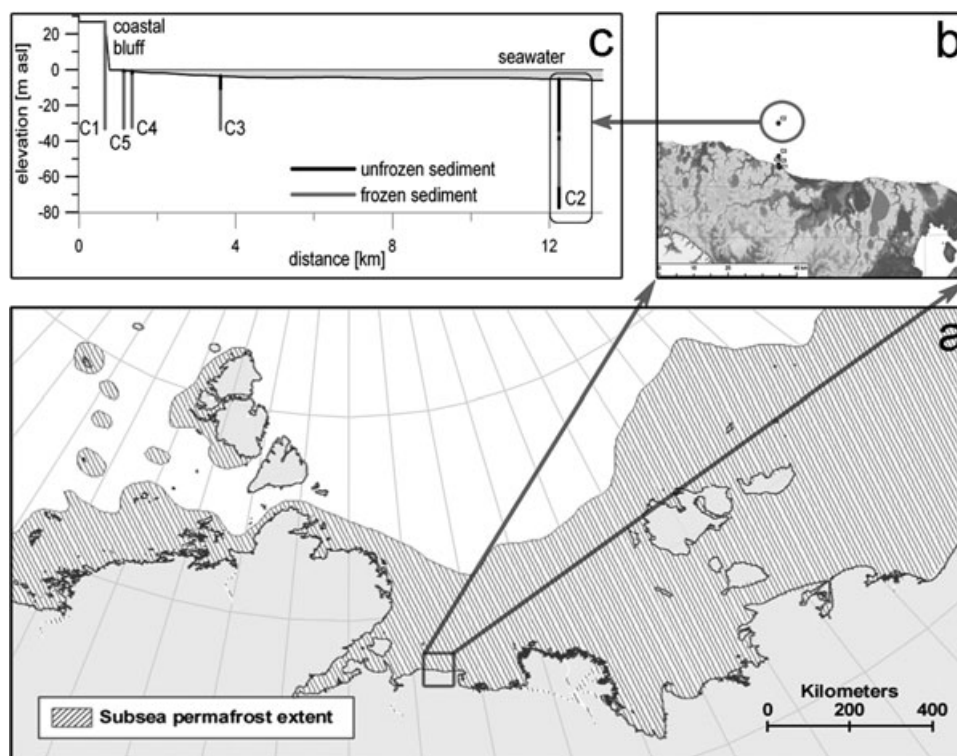 c
elevation [m asl]
20
0
-20
-40
-60
-80
coastal
bluff
seawater
C1
C5
C4
C3
C2
unfrozen sediment
frozen sediment
0
4
8
12
distance [km]
b
a
Subsea permafrost extent
Kilometers
0 200 400